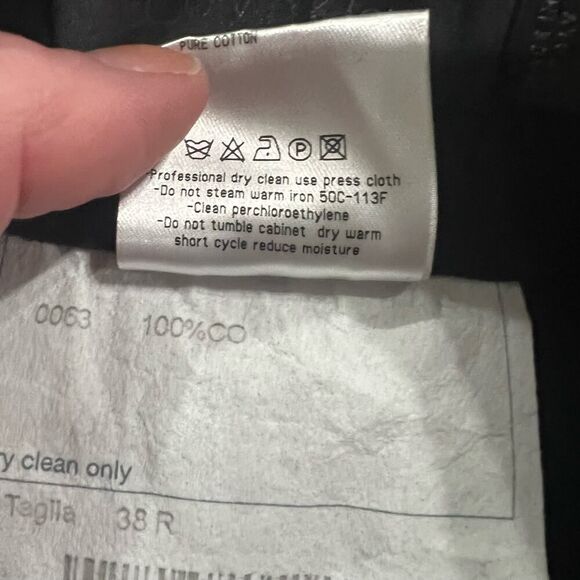 PURE COTTON
-Professional dry clean use press cloth
-Do not steam warm iron 50C-113F
-Clean perchloroethylene
-Do not tumble cabinet dry warm
short cycle reduce moisture
0063 100%CO
y clean only
Taglia 38 R